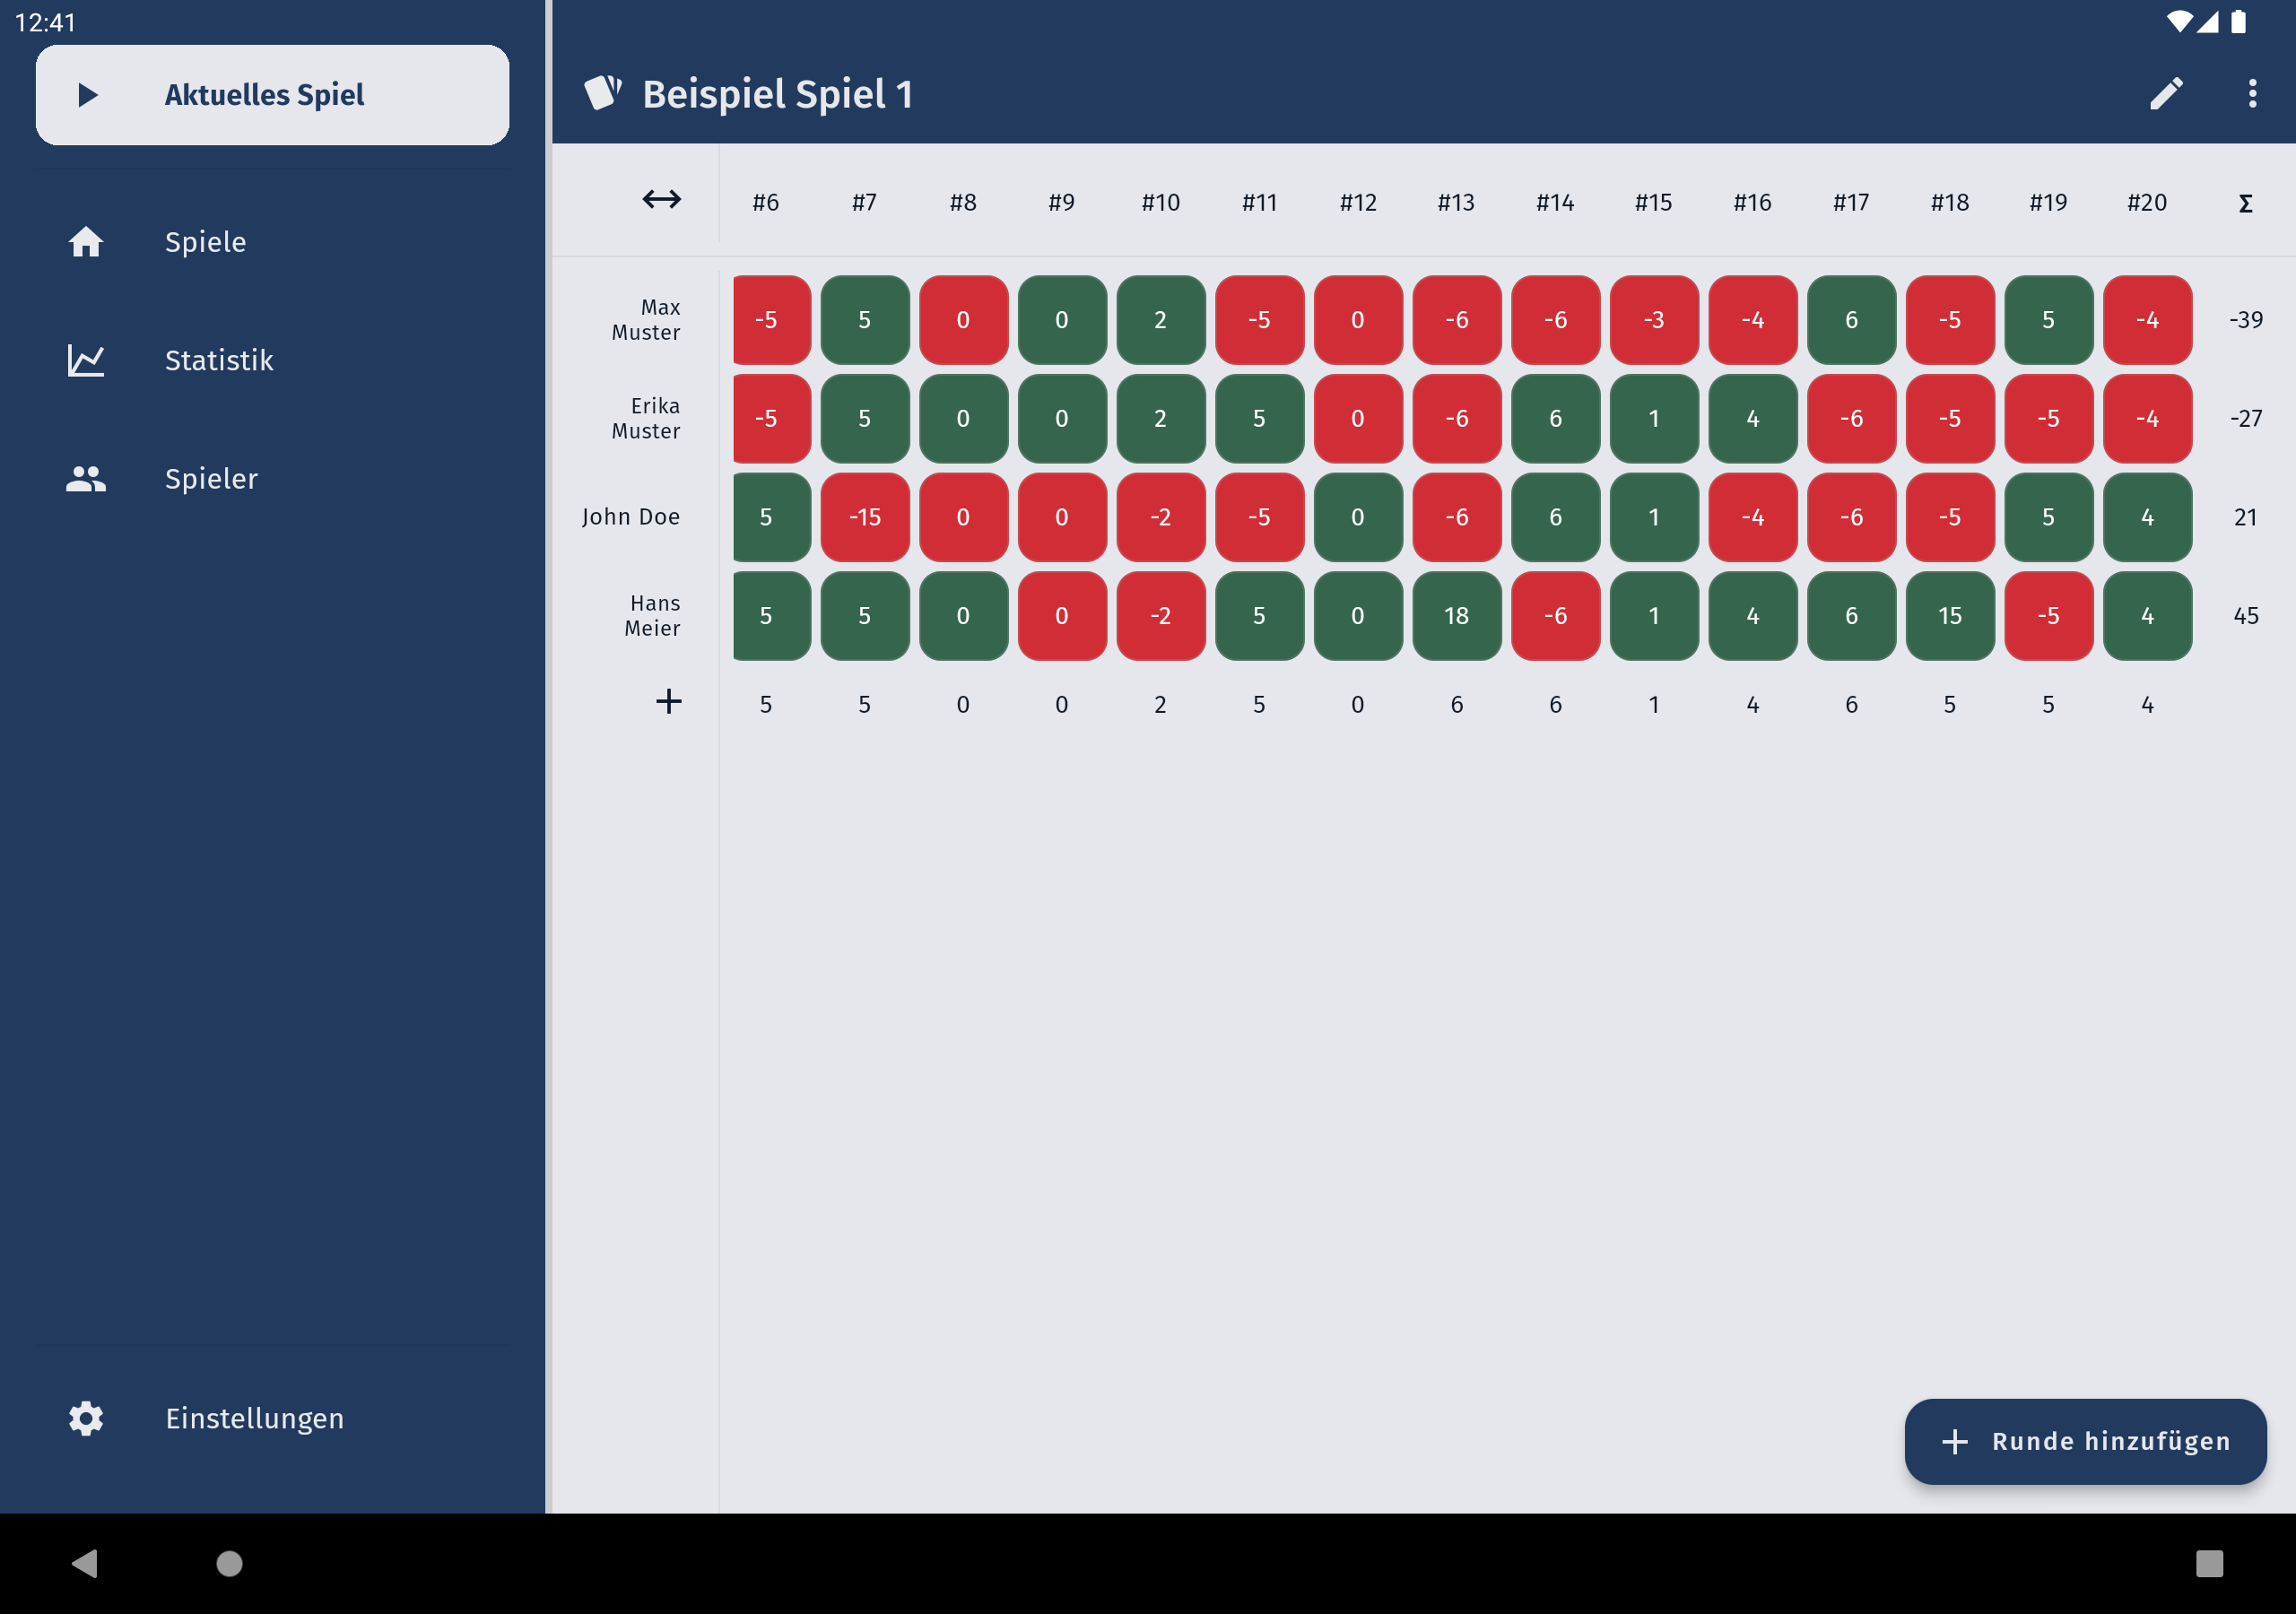 12:41
Aktuelles Spiel
Spiele
Statistik
Spieler
Einstellungen
Beispiel Spiel 1
#6 #7 #8 #9 #10 #11 #12 #13 #14 #15 #16 #17 #18 #19 #20 Σ
Max
Muster
-5 5 0 0 2 -5 0 -6 -6 -3 -4 6 -5 5 -4 -39
Erika
Muster
-5 5 0 0 2 5 0 -6 6 1 4 -6 -5 -5 -4 -27
John Doe 5 -15 0 0 -2 -5 0 -6 6 1 -4 -6 -5 5 4 21
Hans
Meier
5 5 0 0 -2 5 0 18 -6 1 4 6 15 -5 4 45
5 5 0 0 2 5 0 6 6 1 4 6 5 5 4
Runde hinzufügen